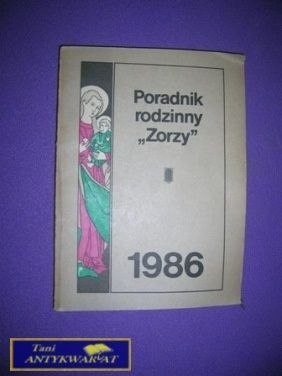 Poradnik
rodzinny
„Zorzy”
1986
Tani
ANTYKWARIAT